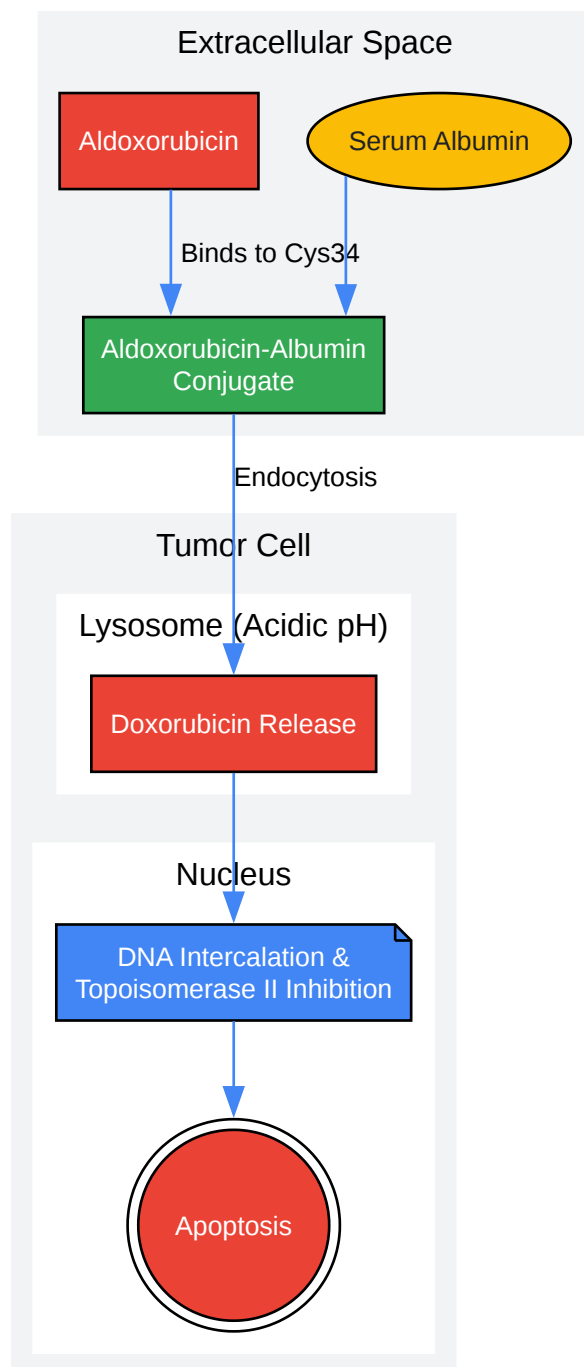 Extracellular Space
Aldoxorubicin
Serum Albumin
Binds to Cys34
Aldoxorubicin-Albumin
Conjugate
Endocytosis
Tumor Cell
Lysosome (Acidic pH)
Doxorubicin Release
Nucleus
DNA Intercalation &
Topoisomerase II Inhibition
Apoptosis